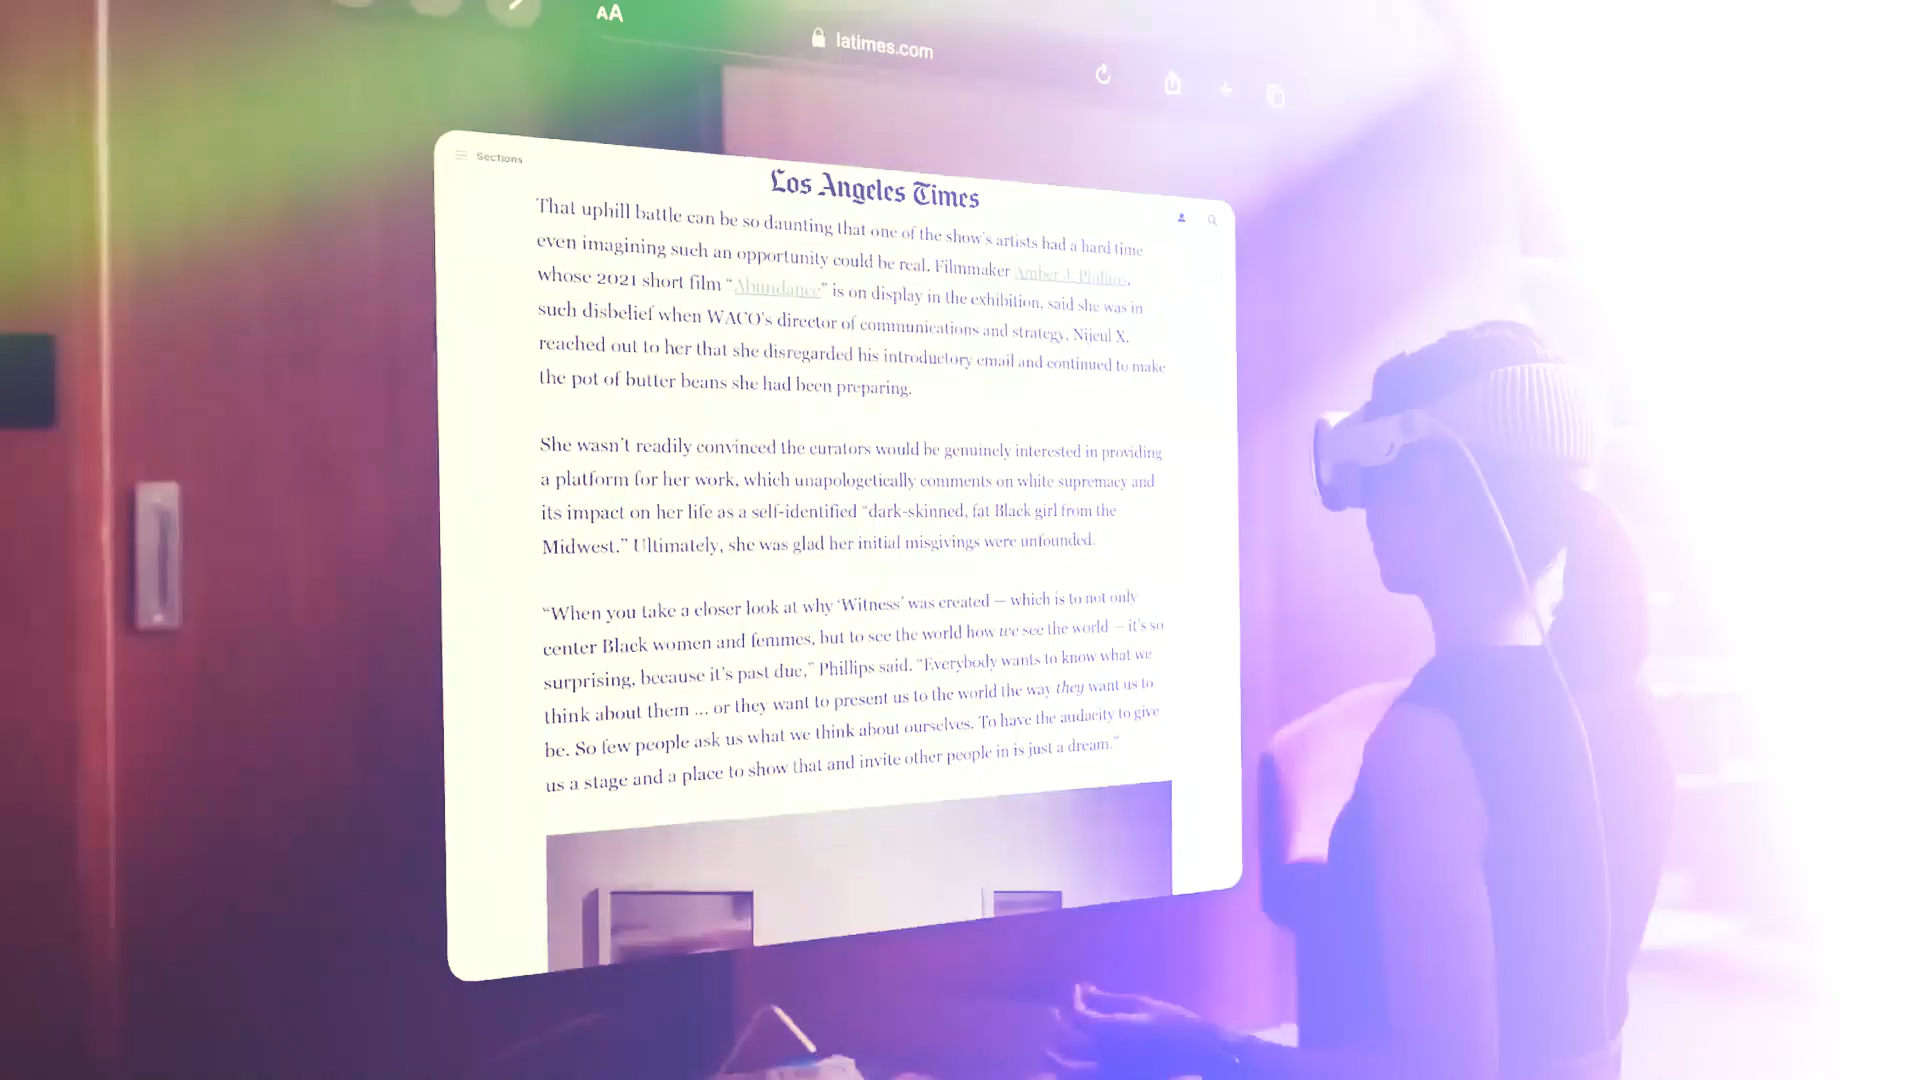 AA
latimes.com
Sections
Los Angeles Times
That uphill battle can be so daunting that one of the show's artists had a hard time
even imagining such an opportunity could be real. Filmmaker Amber J. Phillips,
whose 2021 short film “Abundance” is on display in the exhibition, said she was in
such disbelief when WACO's director of communications and strategy, Nijeul X.
reached out to her that she disregarded his introductory email and continued to make
the pot of butter beans she had been preparing.
She wasn't readily convinced the curators would be genuinely interested in providing
a platform for her work, which unapologetically comments on white supremacy and
its impact on her life as a self-identified “dark-skinned, fat Black girl from the
Midwest.” Ultimately, she was glad her initial misgivings were unfounded.
“When you take a closer look at why ‘Witness’ was created — which is to not only
center Black women and femmes, but to see the world how we see the world — it's so
surprising, because it's past due,” Phillips said. “Everybody wants to know what we
think about them ... or they want to present us to the world the way they want us to
be. So few people ask us what we think about ourselves. To have the audacity to give
us a stage and a place to show that and invite other people in is just a dream.”